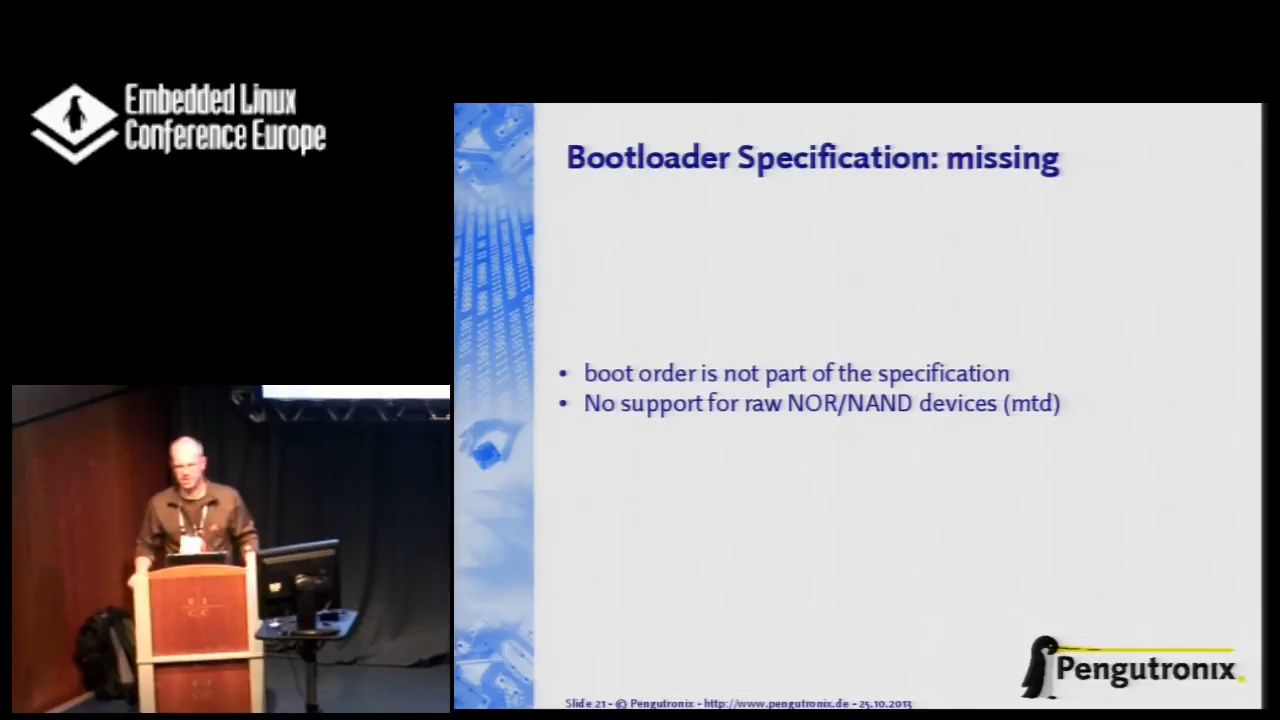 Embedded Linux
Conference Europe
Bootloader Specification: missing
• boot order is not part of the specification
• No support for raw NOR/NAND devices (mtd)
Pengutronix
Slide 21 - © Pengutronix - http://www.pengutronix.de - 25.10.2013